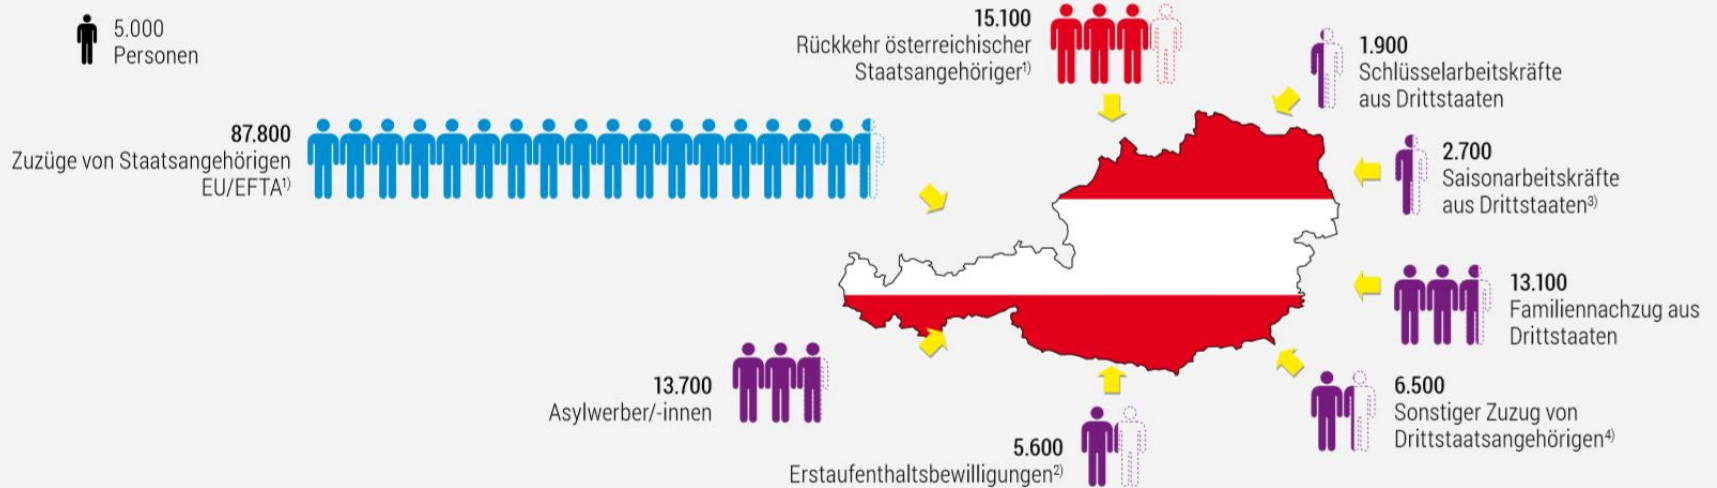 5.000
Personen
15.100
Rückkehr österreichischer
Staatsangehöriger¹⁾
1.900
Schlüsselarbeitskräfte
aus Drittstaaten
87.800
Zuzüge von Staatsangehörigen
EU/EFTA¹⁾
2.700
Saisonarbeitskräfte
aus Drittstaaten³⁾
13.100
Familiennachzug aus
Drittstaaten
13.700
Asylwerber/-innen
6.500
Sonstiger Zuzug von
Drittstaatsangehörigen⁴⁾
5.600
Erstaufenthaltsbewilligungen²⁾